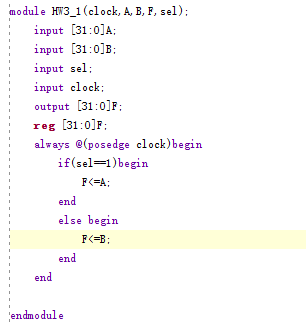 module HW3_1(clock,A,B,F,sel);
    input [31:0]A;
    input [31:0]B;
    input sel;
    input clock;
    output [31:0]F;
    reg [31:0]F;
    always @(posedge clock)begin
        if(sel==1)begin
            F<=A;
        end
        else begin
            F<=B;
        end
    end
endmodule